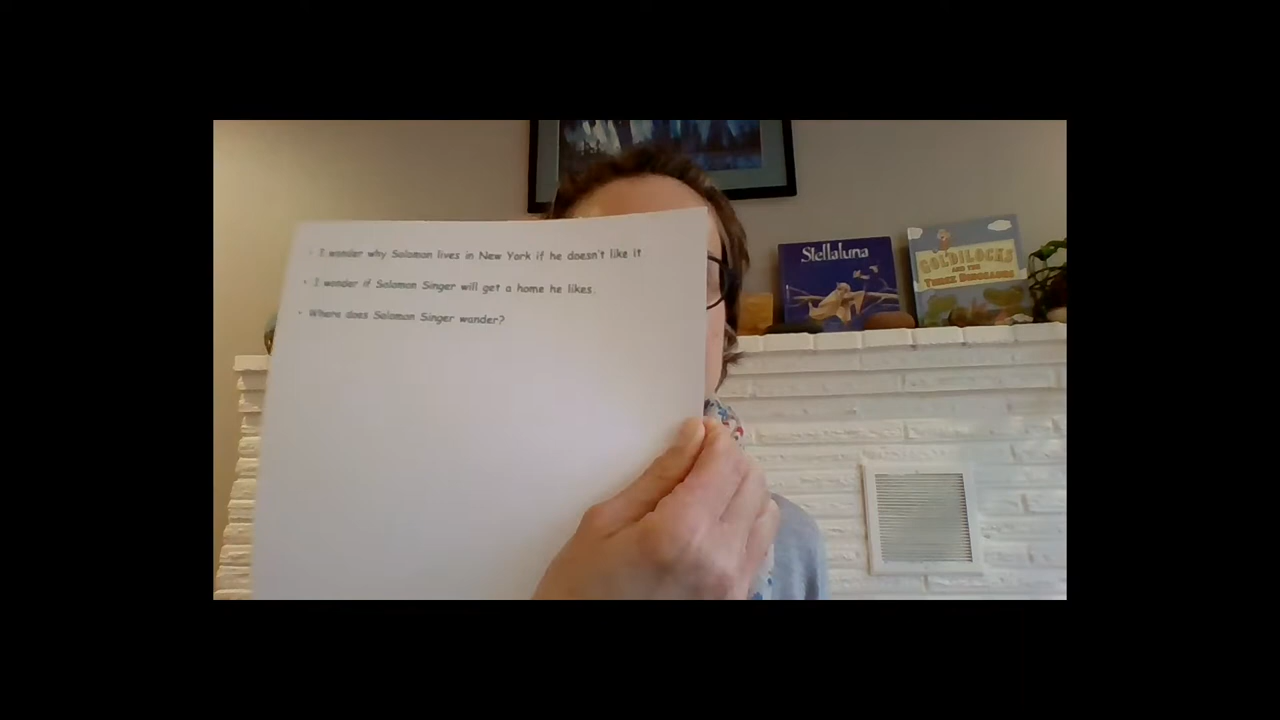 • I wonder why Solomon lives in New York if he doesn't like it
• I wonder if Solomon Singer will get a home he likes.
• Where does Solomon Singer wander?
Stellaluna
GOLDILOCKS
AND THE
THREE DINOSAURS